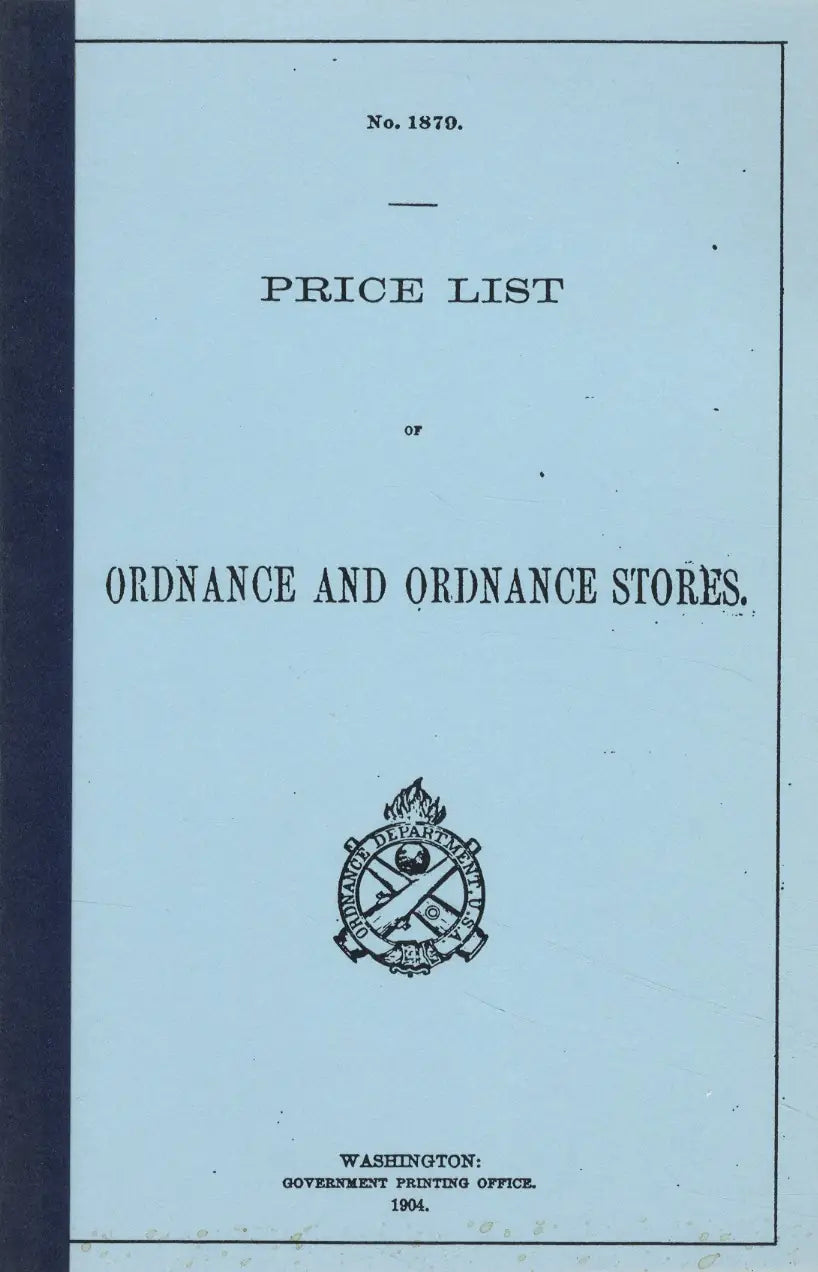 No. 1879.
PRICE LIST
OF
ORDNANCE AND ORDNANCE STORES.
ORDNANCE DEPARTMENT. U.S.A.
WASHINGTON:
GOVERNMENT PRINTING OFFICE.
1904.